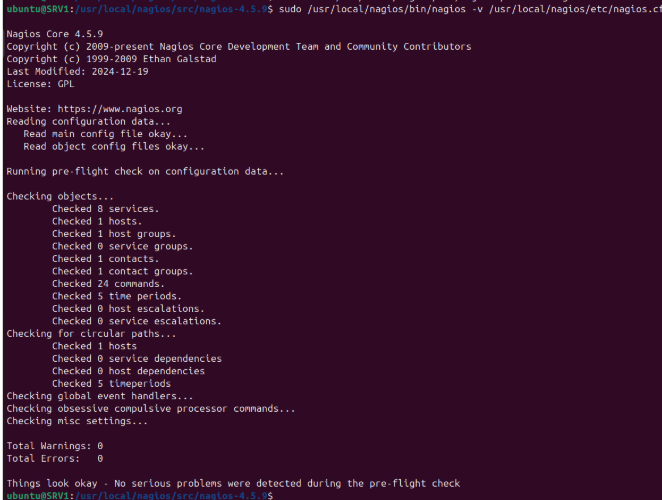 ubuntu@SRV1:/usr/local/nagios/src/nagios-4.5.9$ sudo /usr/local/nagios/bin/nagios -v /usr/local/nagios/etc/nagios.cf
Nagios Core 4.5.9
Copyright (c) 2009-present Nagios Core Development Team and Community Contributors
Copyright (c) 1999-2009 Ethan Galstad
Last Modified: 2024-12-19
License: GPL
Website: https://www.nagios.org
Reading configuration data...
Read main config file okay...
Read object config files okay...
Running pre-flight check on configuration data...
Checking objects...
Checked 8 services.
Checked 1 hosts.
Checked 1 host groups.
Checked 0 service groups.
Checked 1 contacts.
Checked 1 contact groups.
Checked 24 commands.
Checked 5 time periods.
Checked 0 host escalations.
Checked 0 service escalations.
Checking for circular paths...
Checked 1 hosts
Checked 0 service dependencies
Checked 0 host dependencies
Checked 5 timeperiods
Checking global event handlers...
Checking obsessive compulsive processor commands...
Checking misc settings...
Total Warnings: 0
Total Errors: 0
Things look okay - No serious problems were detected during the pre-flight check
ubuntu@SRV1:/usr/local/nagios/src/nagios-4.5.9$